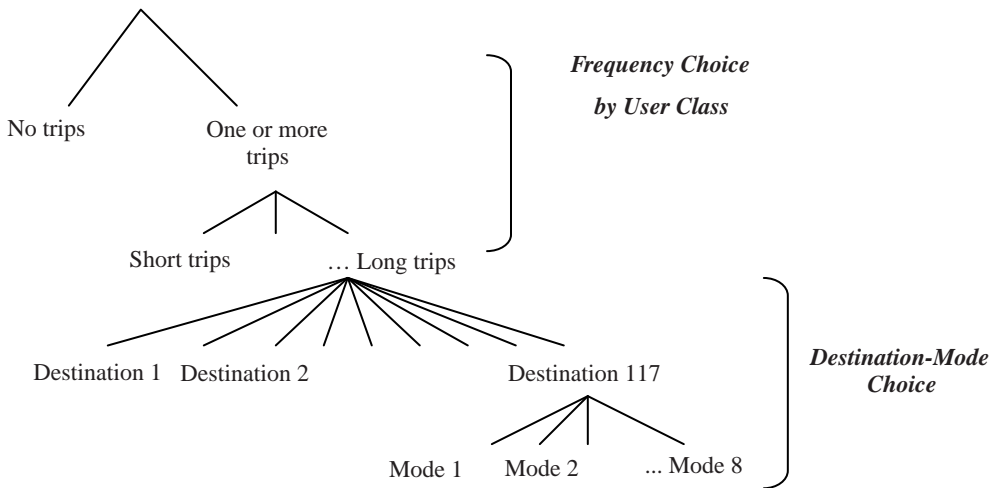 Frequency Choice
by User Class
No trips
One or more
trips
Short trips
… Long trips
Destination 1
Destination 2
Destination 117
Destination-Mode
Choice
Mode 1
Mode 2
... Mode 8